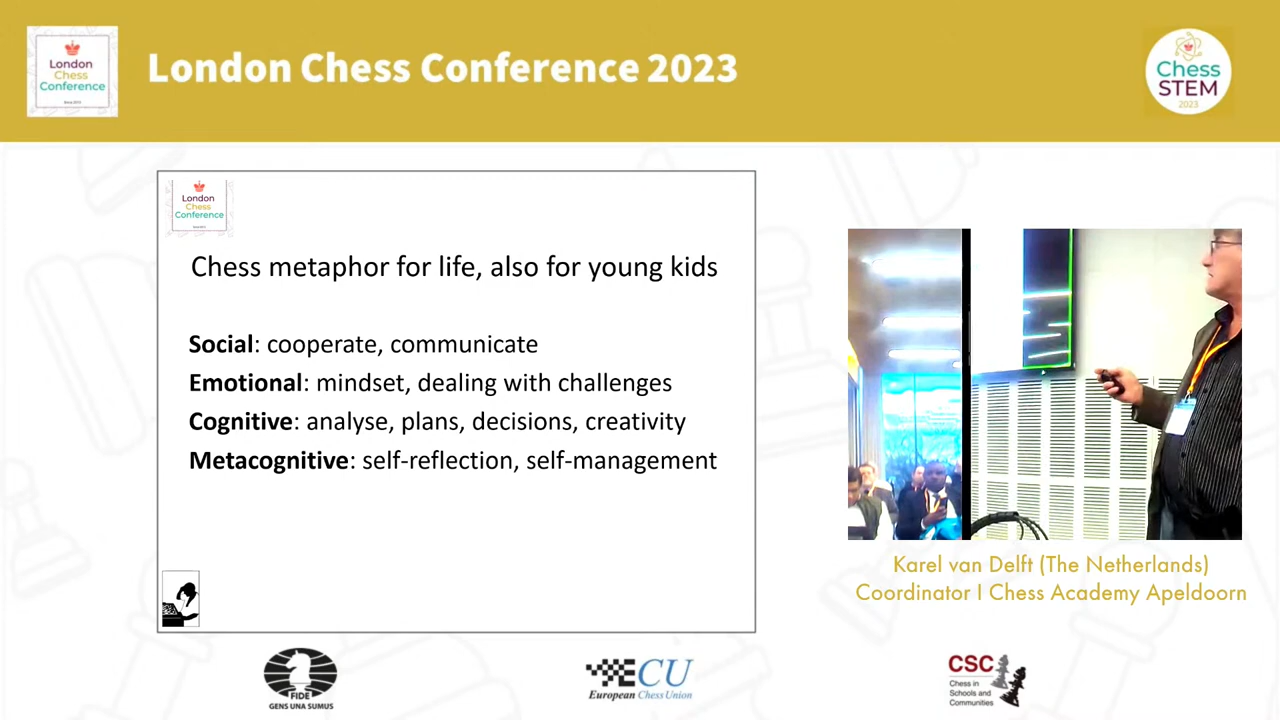 London
Chess
Conference
London Chess Conference 2023
Chess
STEM
2023
London
Chess
Conference
Chess metaphor for life, also for young kids
Social: cooperate, communicate
Emotional: mindset, dealing with challenges
Cognitive: analyse, plans, decisions, creativity
Metacognitive: self-reflection, self-management
Karel van Delft (The Netherlands)
Coordinator I Chess Academy Apeldoorn
FIDE
GENS UNA SUMUS
ECU
European Chess Union
CSC
Chess in
Schools and
Communities